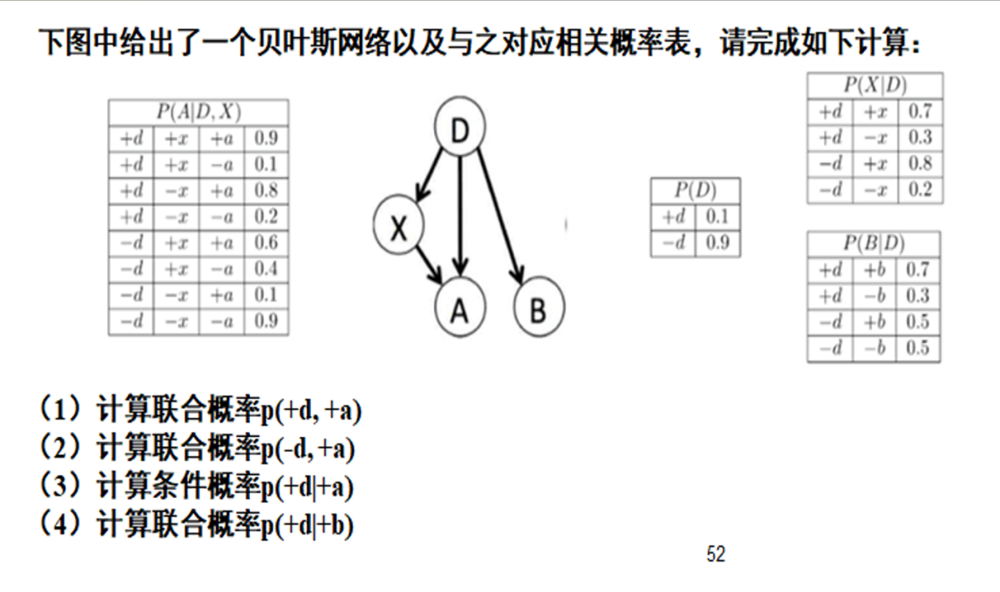 下图中给出了一个贝叶斯网络以及与之对应相关概率表，请完成如下计算：
P(A|D, X)
+d +x +a 0.9
+d +x −a 0.1
+d −x +a 0.8
+d −x −a 0.2
−d +x +a 0.6
−d +x −a 0.4
−d −x +a 0.1
−d −x −a 0.9
D
X
A
B
P(D)
+d 0.1
−d 0.9
P(X|D)
+d +x 0.7
+d −x 0.3
−d +x 0.8
−d −x 0.2
P(B|D)
+d +b 0.7
+d −b 0.3
−d +b 0.5
−d −b 0.5
（1）计算联合概率p(+d, +a)
（2）计算联合概率p(-d, +a)
（3）计算条件概率p(+d|+a)
（4）计算联合概率p(+d|+b)
52